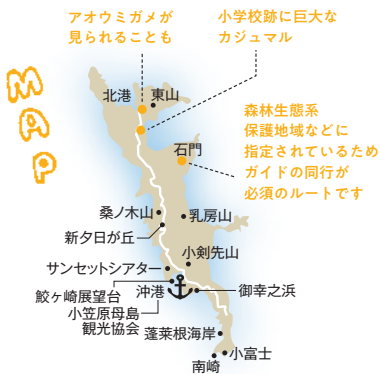 アオウミガメが
見られることも
小学校跡に巨大な
カジュマル
MAP
北港
東山
森林生態系
保護地域などに
指定されているため
ガイドの同行が
必須のルートです
石門
桑ノ木山
乳房山
新夕日が丘
小剣先山
サンセットシアター
鮫ヶ崎展望台
沖港
御幸之浜
小笠原母島
観光協会
蓬莱根海岸
小富士
南崎